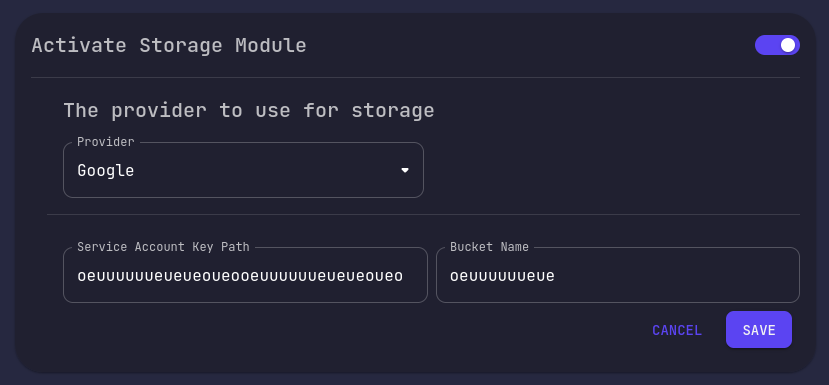 Activate Storage Module
The provider to use for storage
Provider
Google
Service Account Key Path
Bucket Name
oeuuuuuueueueoueooeuuuuuueueueoueo
oeuuuuuueue
CANCEL
SAVE